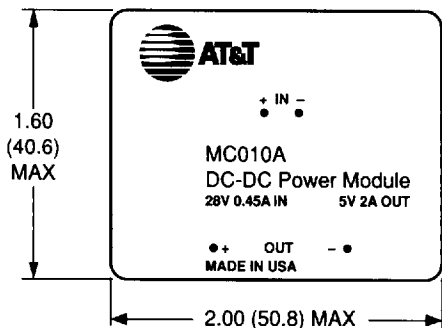 AT&T
+ IN −
1.60
(40.6)
MAX
MC010A
DC-DC Power Module
28V 0.45A IN 5V 2A OUT
+ OUT −
MADE IN USA
2.00 (50.8) MAX